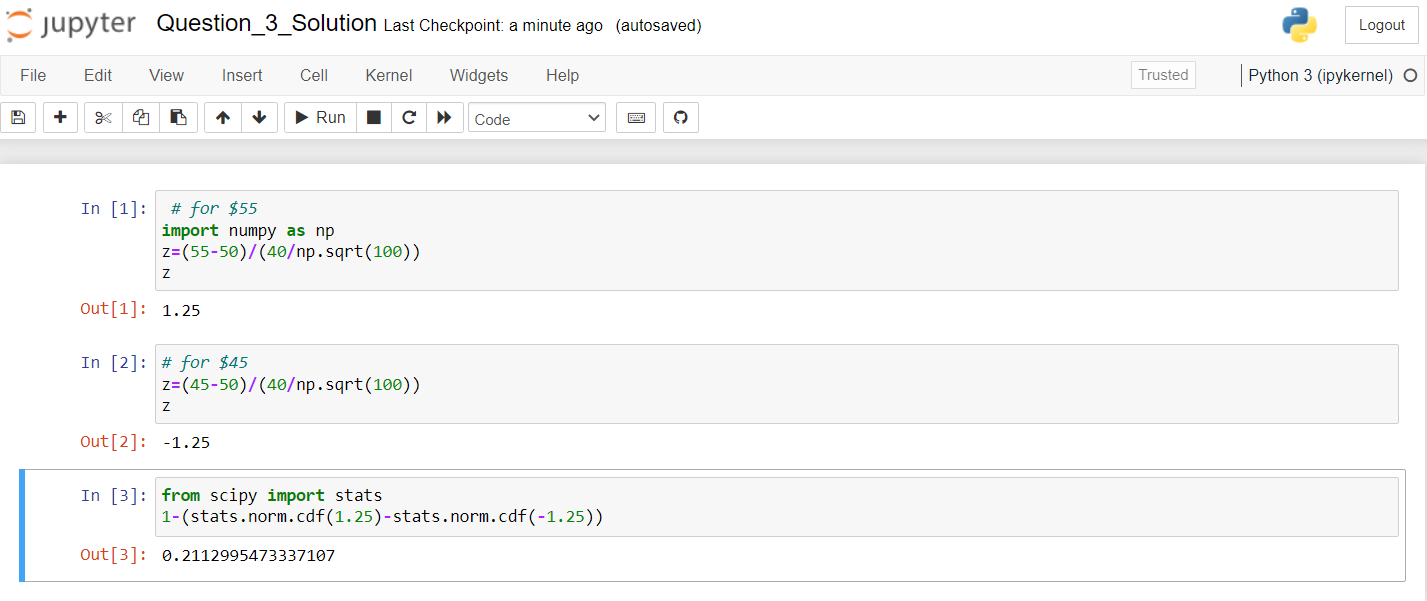 jupyter Question_3_Solution Last Checkpoint: a minute ago (autosaved) Logout
File Edit View Insert Cell Kernel Widgets Help Trusted Python 3 (ipykernel)
Run Code
In [1]: # for $55
import numpy as np
z=(55-50)/(40/np.sqrt(100))
z
Out[1]: 1.25
In [2]: # for $45
z=(45-50)/(40/np.sqrt(100))
z
Out[2]: -1.25
In [3]: from scipy import stats
1-(stats.norm.cdf(1.25)-stats.norm.cdf(-1.25))
Out[3]: 0.2112995473337107